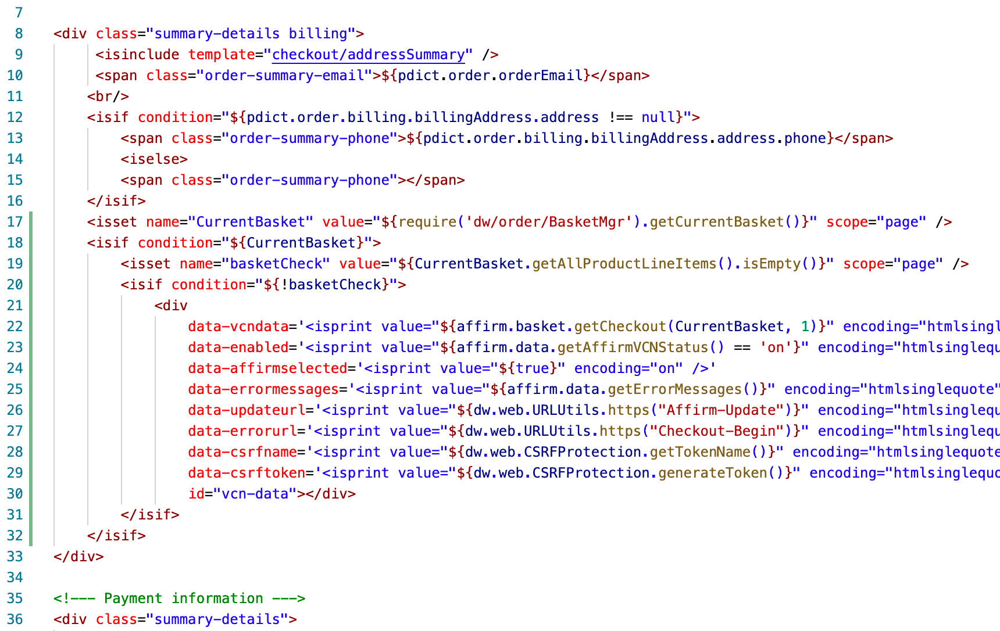 7
8 <div class="summary-details billing">
9 <isinclude template="checkout/addressSummary" />
10 <span class="order-summary-email">${pdict.order.orderEmail}</span>
11 <br/>
12 <isif condition="${pdict.order.billing.billingAddress.address !== null}">
13 <span class="order-summary-phone">${pdict.order.billing.billingAddress.address.phone}</span>
14 <iselse>
15 <span class="order-summary-phone"></span>
16 </isif>
17 <isset name="CurrentBasket" value="${require('dw/order/BasketMgr').getCurrentBasket()}" scope="page" />
18 <isif condition="${CurrentBasket}">
19 <isset name="basketCheck" value="${CurrentBasket.getAllProductLineItems().isEmpty()}" scope="page" />
20 <isif condition="${!basketCheck}">
21 <div
22 data-vcndata='<isprint value="${affirm.basket.getCheckout(CurrentBasket, 1)}" encoding="htmlsingl
23 data-enabled='<isprint value="${affirm.data.getAffirmVCNStatus() == 'on'}" encoding="htmlsinglequ
24 data-affirmselected='<isprint value="${true}" encoding="on" />'
25 data-errormessages='<isprint value="${affirm.data.getErrorMessages()}" encoding="htmlsinglequote"
26 data-updateurl='<isprint value="${dw.web.URLUtils.https("Affirm-Update")}" encoding="htmlsinglequ
27 data-errorurl='<isprint value="${dw.web.URLUtils.https("Checkout-Begin")}" encoding="htmlsinglequ
28 data-csrfname='<isprint value="${dw.web.CSRFProtection.getTokenName()}" encoding="htmlsinglequote
29 data-csrftoken='<isprint value="${dw.web.CSRFProtection.generateToken()}" encoding="htmlsinglequo
30 id="vcn-data"></div>
31 </isif>
32 </isif>
33 </div>
34
35 <!--- Payment information --->
36 <div class="summary-details">